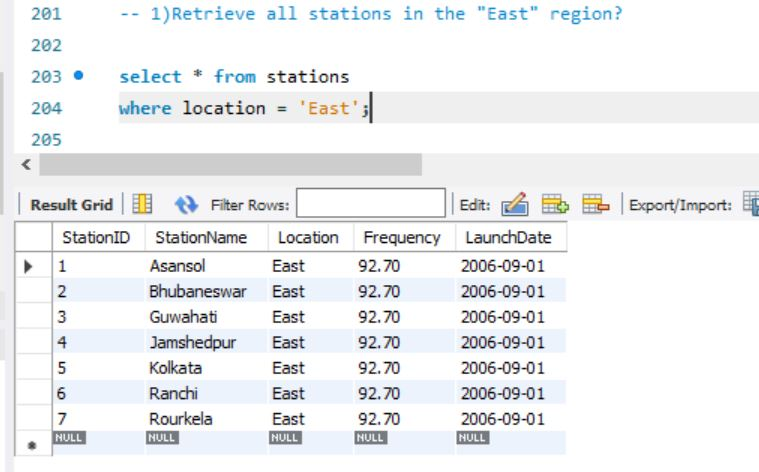 201 -- 1)Retrieve all stations in the "East" region?
202
203 select * from stations
204 where location = 'East';
205
Result Grid Filter Rows: Edit: Export/Import:
StationID StationName Location Frequency LaunchDate
1 Asansol East 92.70 2006-09-01
2 Bhubaneswar East 92.70 2006-09-01
3 Guwahati East 92.70 2006-09-01
4 Jamshedpur East 92.70 2006-09-01
5 Kolkata East 92.70 2006-09-01
6 Ranchi East 92.70 2006-09-01
7 Rourkela East 92.70 2006-09-01
NULL NULL NULL NULL NULL